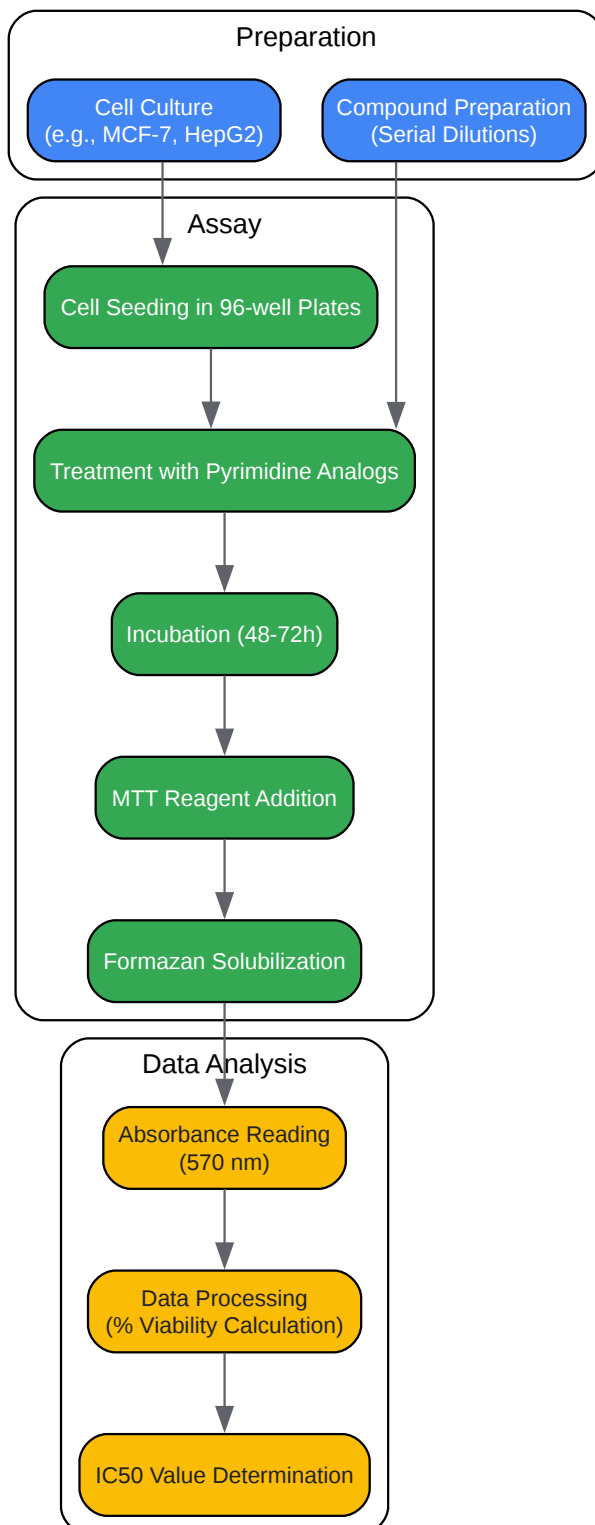 Preparation
Cell Culture
(e.g., MCF-7, HepG2)
Compound Preparation
(Serial Dilutions)
Assay
Cell Seeding in 96-well Plates
Treatment with Pyrimidine Analogs
Incubation (48-72h)
MTT Reagent Addition
Formazan Solubilization
Data Analysis
Absorbance Reading
(570 nm)
Data Processing
(% Viability Calculation)
IC50 Value Determination